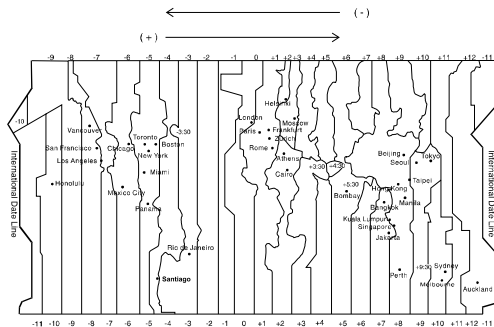 ( - )
( + )
-9 -8 -7 -6 -5 -4 -3 -2 -1 0 +1 +2 +3 +4 +5 +6 +7 +8 +9 +10 +11 -12 -11
Helsinki
-10
London
Moscow
Vancouver
-3:30
Paris
Frankfurt
Zürich
Toronto
Boston
San Francisco
Chicago
New York
Rome
Athens
Beijing
Tokyo
Seoul
Los Angeles
Miami
Cairo
+3:30
+4:30
Honolulu
Mexico City
+5:30
Bombay
Hong Kong
Taipei
Panama
Bangkok
Manila
Kuala Lumpur
Singapore
Jakarta
International Date Line
International Date Line
Rio de Janeiro
Santiago
Perth
+9:30
Sydney
Melbourne
Auckland
-11 -10 -9 -8 -7 -6 -5 -4 -3 -2 -1 0 +1 +2 +3 +4 +5 +6 +7 +8 +9 +10 +11 +12 -11